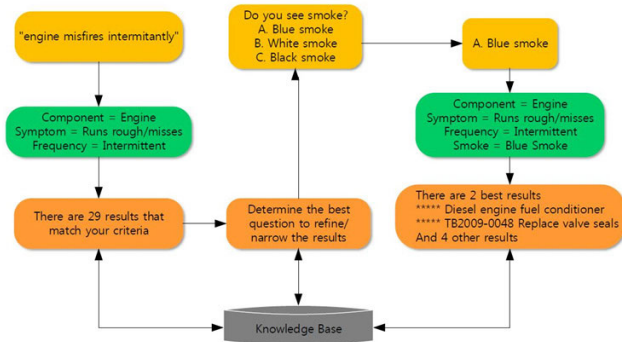 "engine misfires intermitantly"
Component = Engine
Symptom = Runs rough/misses
Frequency = Intermittent
There are 29 results that
match your criteria
Determine the best
question to refine/
narrow the results
Do you see smoke?
A. Blue smoke
B. White smoke
C. Black smoke
A. Blue smoke
Component = Engine
Symptom = Runs rough/misses
Frequency = Intermittent
Smoke = Blue Smoke
There are 2 best results
***** Diesel engine fuel conditioner
***** TB2009-0048 Replace valve seals
And 4 other results
Knowledge Base